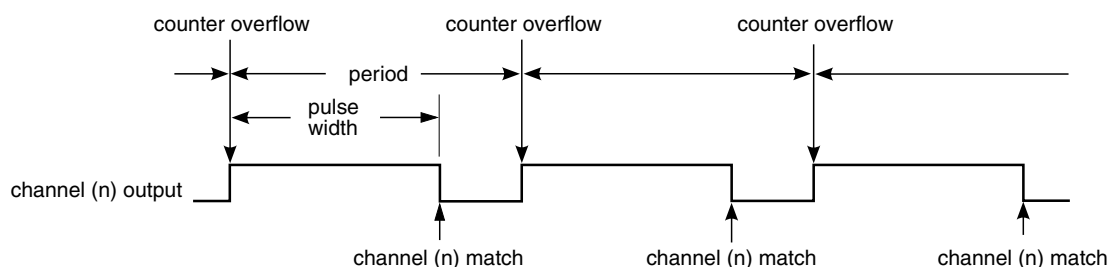 counter overflow
counter overflow
counter overflow
period
pulse
width
channel (n) output
channel (n) match
channel (n) match
channel (n) match